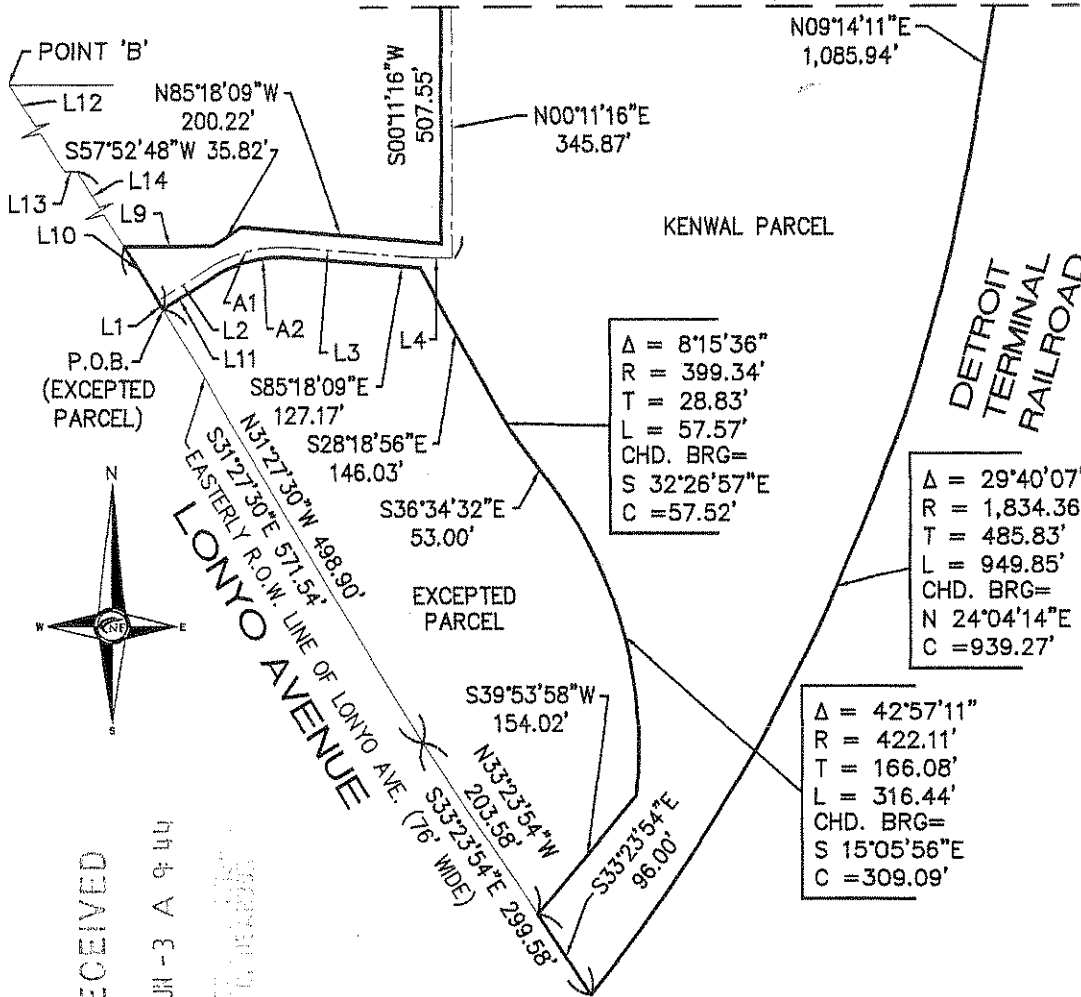 N09°14'11"E
1,085.94'
POINT 'B'
L12
N85°18'09"W
200.22'
S57°52'48"W 35.82'
S00°11'16"W
507.55'
N00°11'16"E
345.87'
L13
L14
L9
L10
KENWAL PARCEL
DETROIT
TERMINAL
RAILROAD
L1
L2
L11
A1
A2
L3
L4
P.O.B.
(EXCEPTED
PARCEL)
S85°18'09"E
127.17'
S28°18'56"E
146.03'
Δ = 8°15'36"
R = 399.34'
T = 28.83'
L = 57.57'
CHD. BRG=
S 32°26'57"E
C =57.52'
S36°34'32"E
53.00'
N
W
E
S
N31°27'30"W 498.90'
S31°27'30"E 571.54'
EASTERLY R.O.W. LINE OF LONYO AVE. (76' WIDE)
LONYO AVENUE
EXCEPTED
PARCEL
Δ = 29°40'07"
R = 1,834.36
T = 485.83'
L = 949.85'
CHD. BRG=
N 24°04'14"E
C =939.27'
S39°53'58"W
154.02'
Δ = 42°57'11"
R = 422.11'
T = 166.08'
L = 316.44'
CHD. BRG=
S 15°05'56"E
C =309.09'
N33°23'54"W
203.58'
S33°23'54"E 299.58'
S33°23'54"E
96.00'
ECEIVED
UN -3 A 9:44